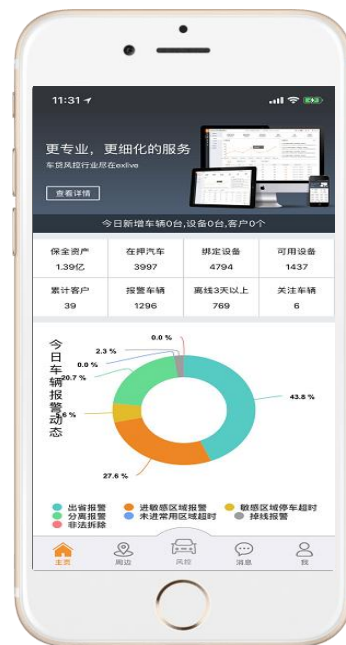 11:31
更专业，更细化的服务
车贷风控行业尽在exlive
查看详情
今日新增车辆0台,设备0台,客户0个
保全资产 在押汽车 绑定设备 可用设备
1.39亿 3997 4794 1437
累计客户 报警车辆 离线3天以上 关注车辆
39 1296 769 6
今日车辆报警动态
0.0 %
2.3 %
0.0 %
20.7 %
43.8 %
5.6 %
27.6 %
出省报警 进敏感区域报警 敏感区域停车超时
分离报警 未进常用区域超时 掉线报警
非法拆除
主页 周边 风控 消息 我